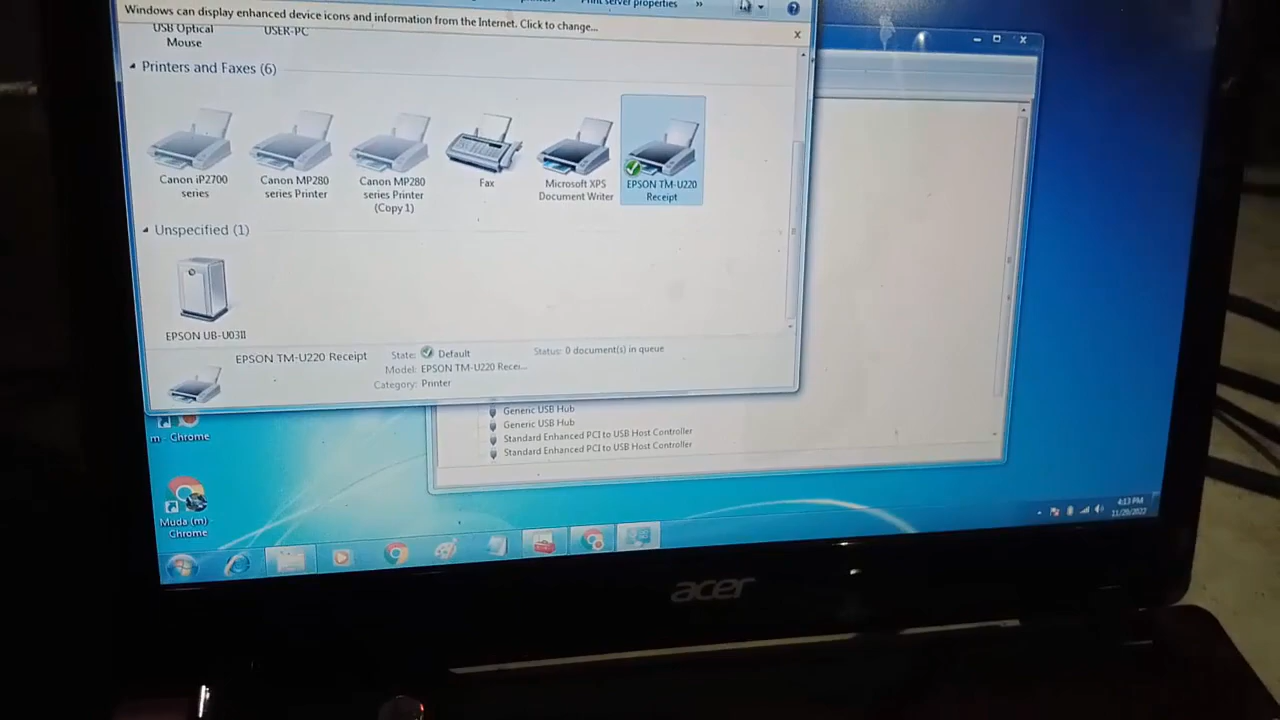 Print server properties »
Windows can display enhanced device icons and information from the Internet. Click to change...
USB Optical
Mouse
USER-PC
Printers and Faxes (6)
Canon iP2700
series
Canon MP280
series Printer
Canon MP280
series Printer
(Copy 1)
Fax
Microsoft XPS
Document Writer
EPSON TM-U220
Receipt
Unspecified (1)
EPSON UB-U03II
EPSON TM-U220 Receipt
State: Default
Status: 0 document(s) in queue
Model: EPSON TM-U220 Recei...
Category: Printer
Generic USB Hub
Generic USB Hub
Standard Enhanced PCI to USB Host Controller
Standard Enhanced PCI to USB Host Controller
m - Chrome
Muda (m) -
Chrome
4:13 PM
11/29/2022
acer